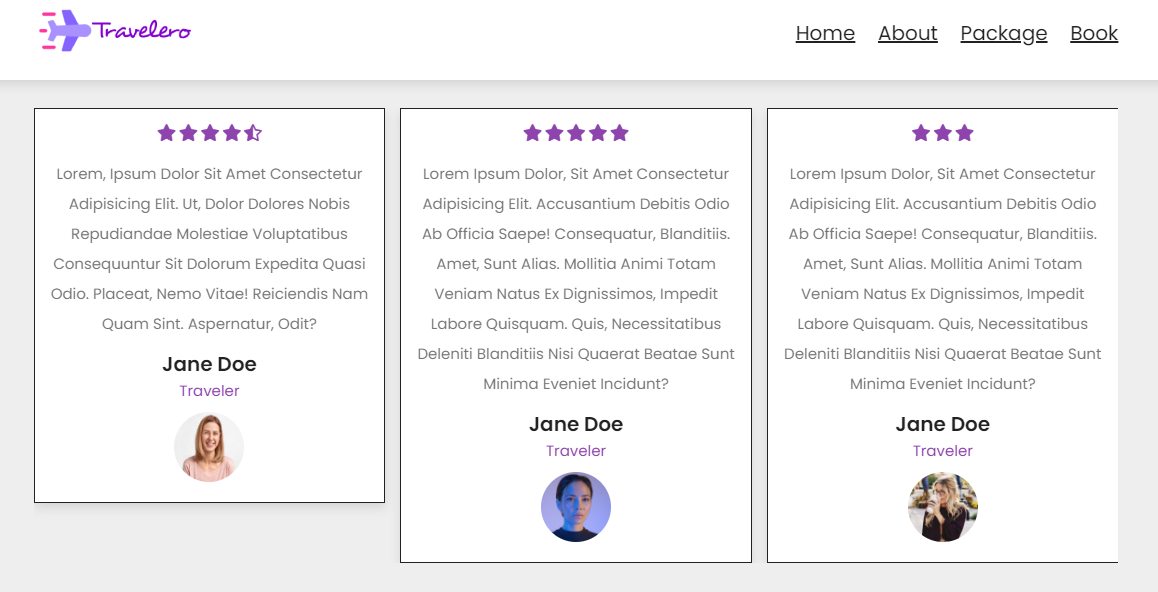 Travelero
Home About Package Book
Lorem, Ipsum Dolor Sit Amet Consectetur
Adipisicing Elit. Ut, Dolor Dolores Nobis
Repudiandae Molestiae Voluptatibus
Consequuntur Sit Dolorum Expedita Quasi
Odio. Placeat, Nemo Vitae! Reiciendis Nam
Quam Sint. Aspernatur, Odit?
Jane Doe
Traveler
Lorem Ipsum Dolor, Sit Amet Consectetur
Adipisicing Elit. Accusantium Debitis Odio
Ab Officia Saepe! Consequatur, Blanditiis.
Amet, Sunt Alias. Mollitia Animi Totam
Veniam Natus Ex Dignissimos, Impedit
Labore Quisquam. Quis, Necessitatibus
Deleniti Blanditiis Nisi Quaerat Beatae Sunt
Minima Eveniet Incidunt?
Jane Doe
Traveler
Lorem Ipsum Dolor, Sit Amet Consectetur
Adipisicing Elit. Accusantium Debitis Odio
Ab Officia Saepe! Consequatur, Blanditiis.
Amet, Sunt Alias. Mollitia Animi Totam
Veniam Natus Ex Dignissimos, Impedit
Labore Quisquam. Quis, Necessitatibus
Deleniti Blanditiis Nisi Quaerat Beatae Sunt
Minima Eveniet Incidunt?
Jane Doe
Traveler